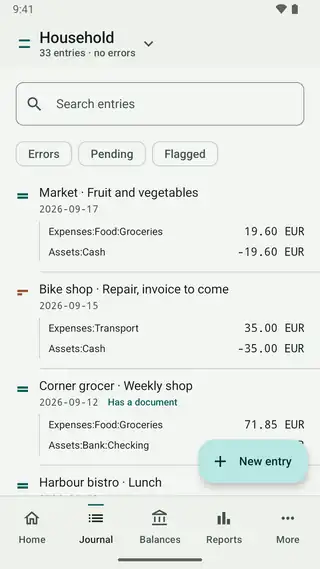 9:41
Household
33 entries · no errors
Search entries
Errors
Pending
Flagged
Market · Fruit and vegetables
2026-09-17
Expenses:Food:Groceries 19.60 EUR
Assets:Cash -19.60 EUR
Bike shop · Repair, invoice to come
2026-09-15
Expenses:Transport 35.00 EUR
Assets:Cash -35.00 EUR
Corner grocer · Weekly shop
2026-09-12 Has a document
Expenses:Food:Groceries 71.85 EUR
Assets:Bank:Checking
New entry
Harbour bistro · Lunch
Home
Journal
Balances
Reports
More